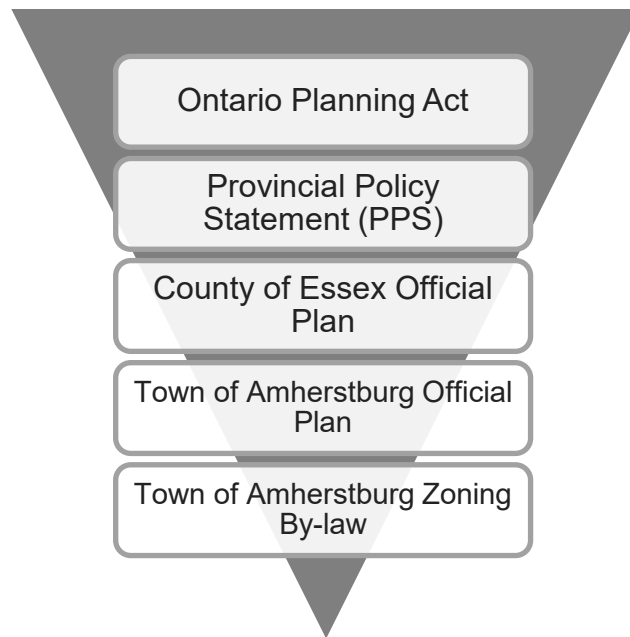 Ontario Planning Act
Provincial Policy
Statement (PPS)
County of Essex Official
Plan
Town of Amherstburg Official
Plan
Town of Amherstburg Zoning
By-law